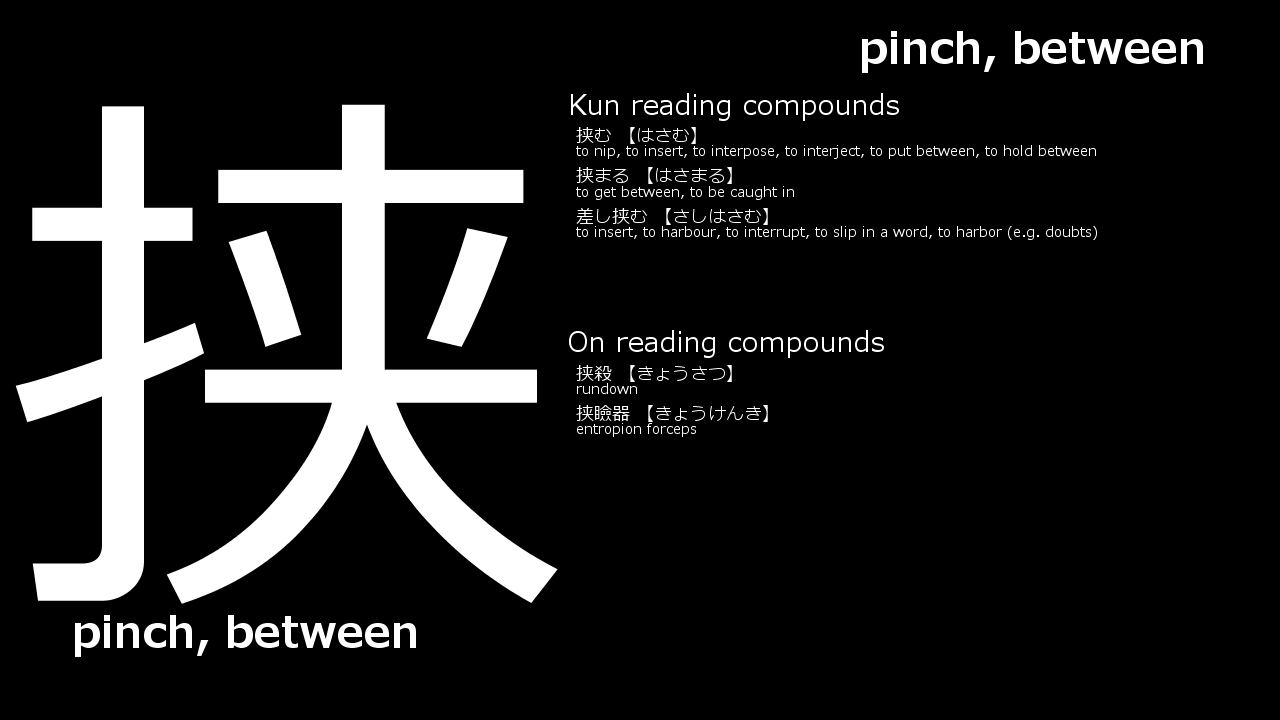 pinch, between
挟
Kun reading compounds
挟む 【はさむ】
to nip, to insert, to interpose, to interject, to put between, to hold between
挟まる 【はさまる】
to get between, to be caught in
差し挟む 【さしはさむ】
to insert, to harbour, to interrupt, to slip in a word, to harbor (e.g. doubts)
On reading compounds
挟殺 【きょうさつ】
rundown
挟瞼器 【きょうけんき】
entropion forceps
pinch, between